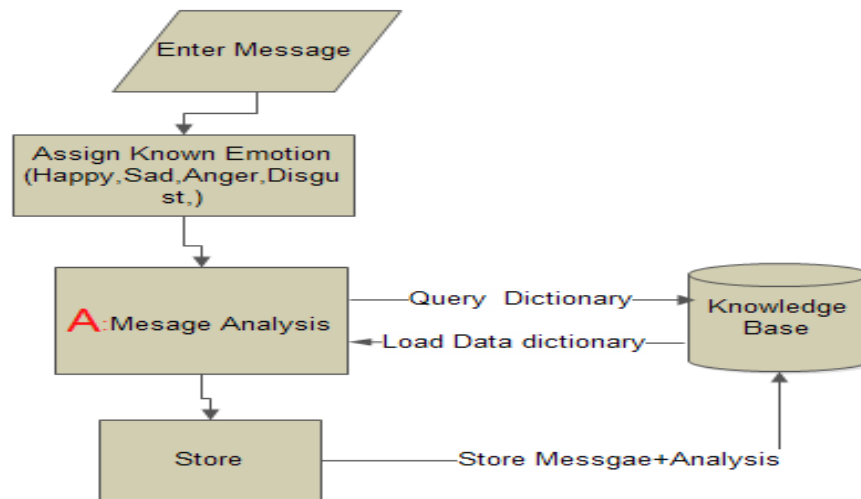 Enter Message
Assign Known Emotion
(Happy,Sad,Anger,Disgu
st,)
A:Mesage Analysis
Query Dictionary
Load Data dictionary
Knowledge
Base
Store
Store Messgae+Analysis